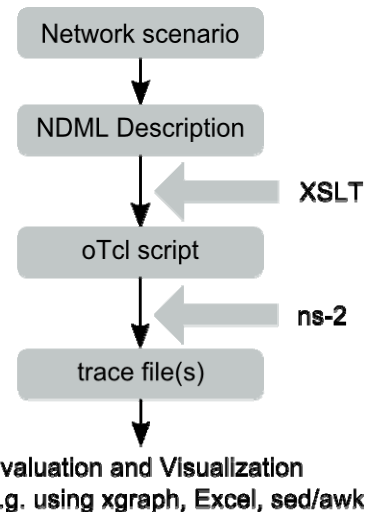 Network scenario
NDML Description
XSLT
oTcl script
ns-2
trace file(s)
valuation and Visualization
.g. using xgraph, Excel, sed/awk